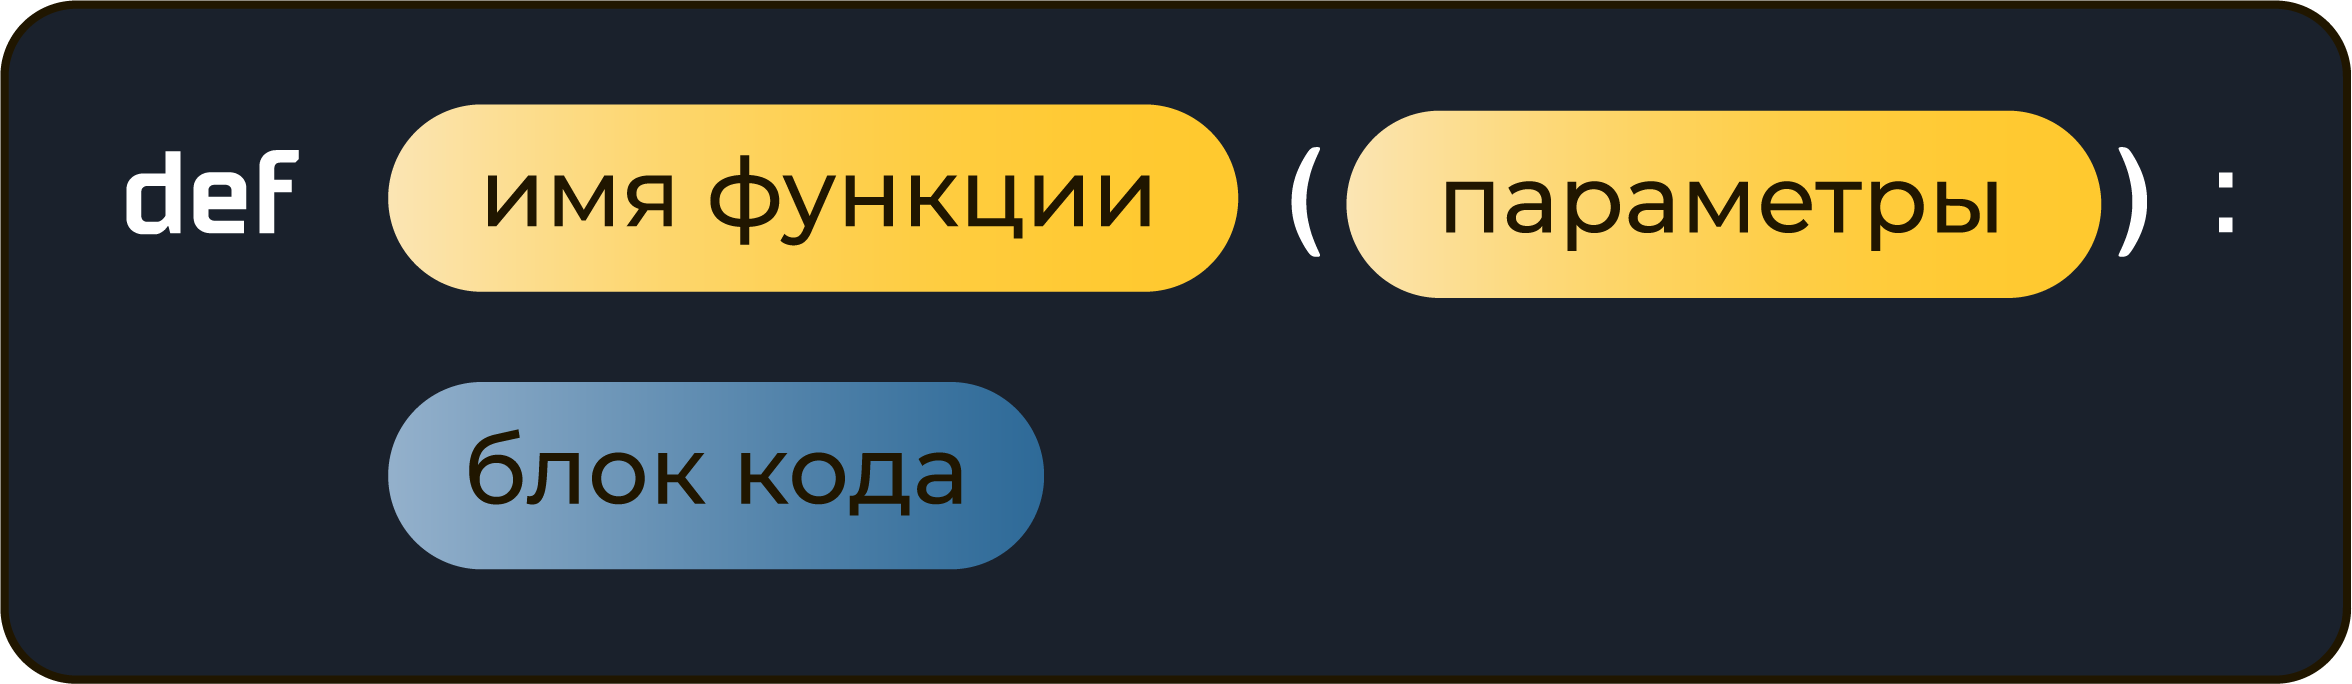 def имя функции ( параметры ) :
блок кода